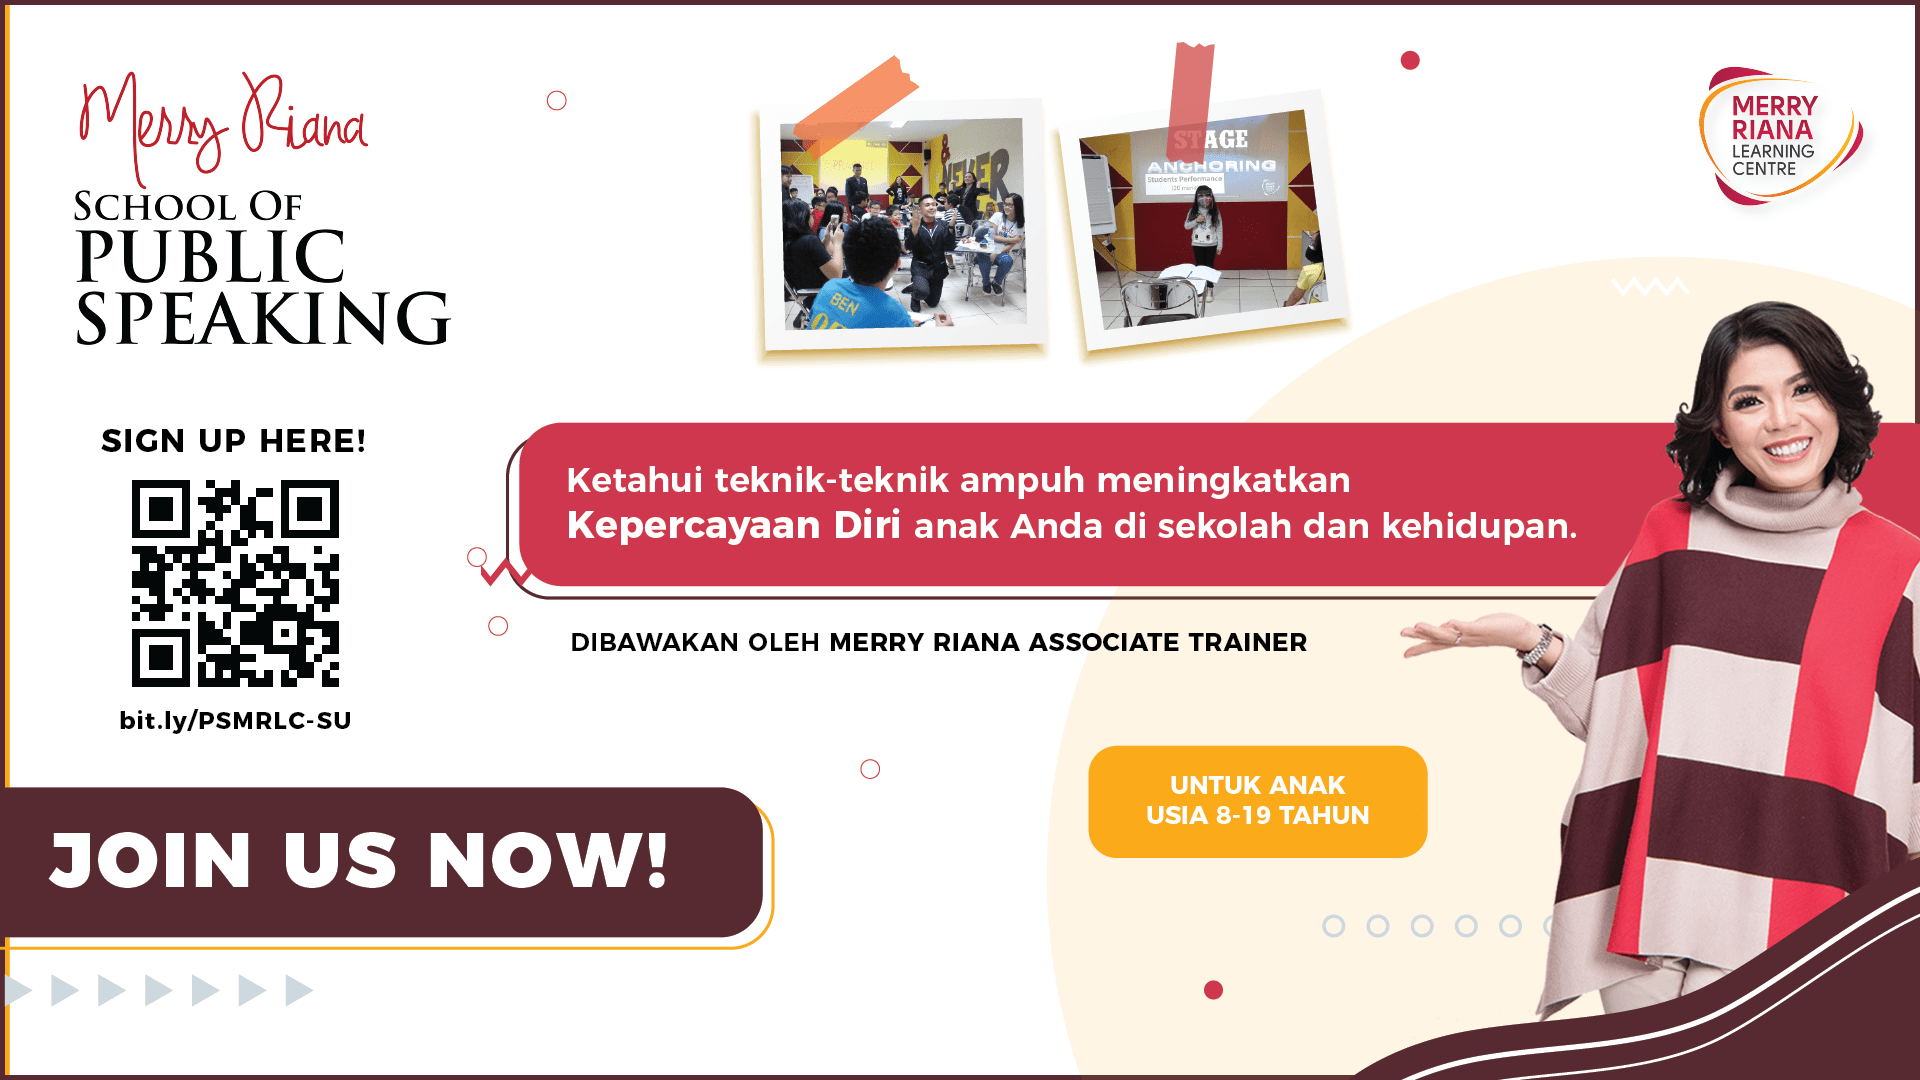 Merry Riana
SCHOOL OF
PUBLIC
SPEAKING
STAGE
ANCHORING
Students Performance
BEN
MERRY
RIANA
LEARNING
CENTRE
SIGN UP HERE!
bit.ly/PSMRLC-SU
Ketahui teknik-teknik ampuh meningkatkan
Kepercayaan Diri anak Anda di sekolah dan kehidupan.
DIBAWAKAN OLEH MERRY RIANA ASSOCIATE TRAINER
UNTUK ANAK
USIA 8-19 TAHUN
JOIN US NOW!